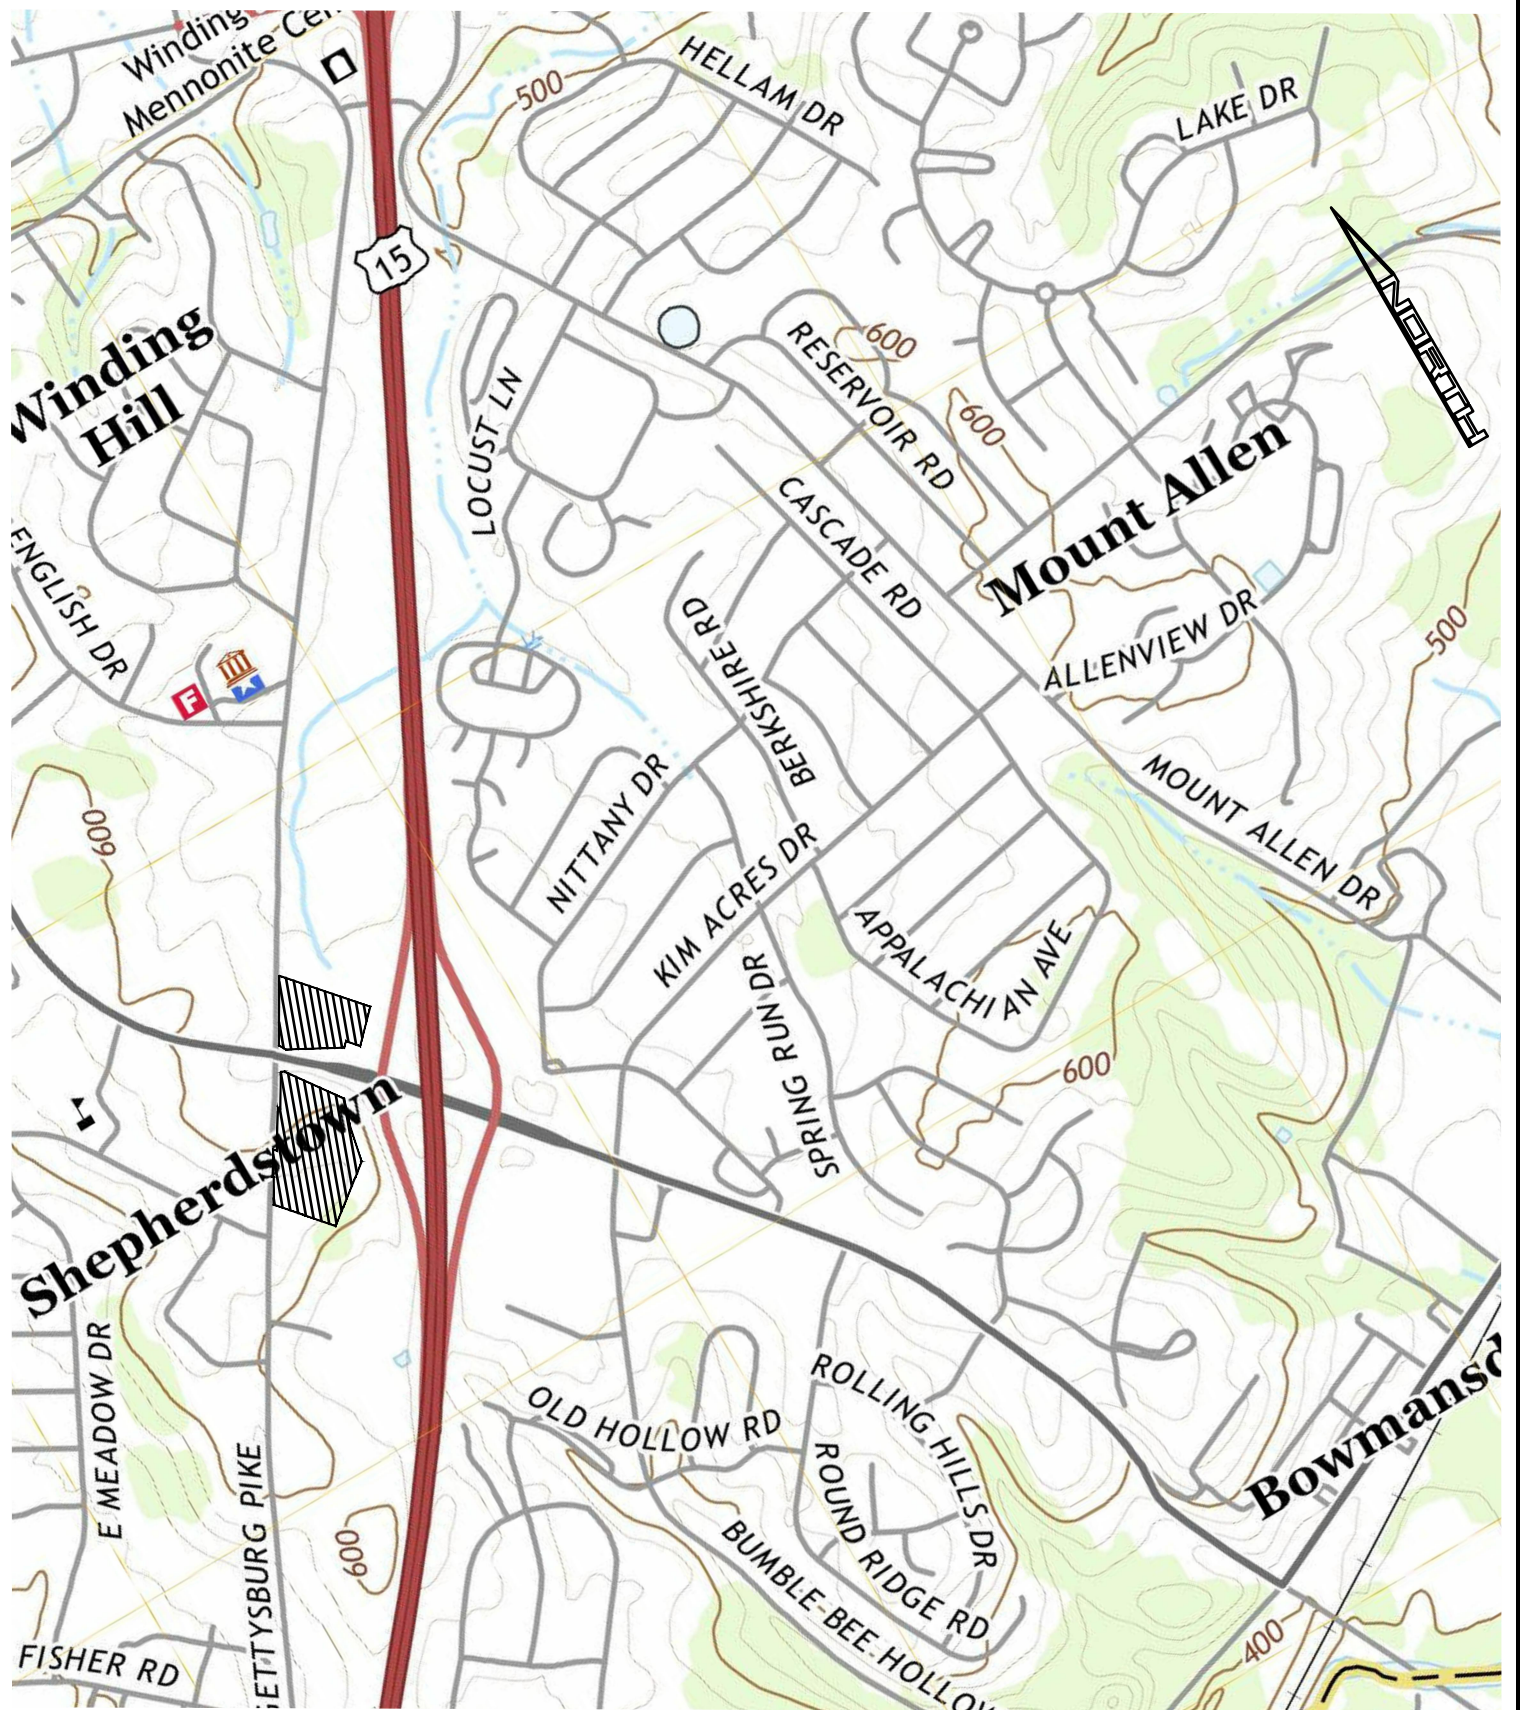 Winding
Mennonite Cen
HELLAM DR
500
LAKE DR
15
NORTH
Winding
Hill
RESERVOIR RD
600
600
LOCUST LN
Mount Allen
CASCADE RD
ENGLISH DR
BERKSHIRE RD
BERKSHIRE
ALLENVIEW DR
500
F
NITTANY DR
MOUNT ALLEN DR
600
KIM ACRES DR
APPALACHIAN AVE
SPRING RUN DR
600
Shepherdstown
E MEADOW DR
OLD HOLLOW RD
ROLLING HILLS DR
Bowmansd
GETTYSBURG PIKE
ROUND RIDGE RD
600
BUMBLE BEE HOLLOW
400
FISHER RD